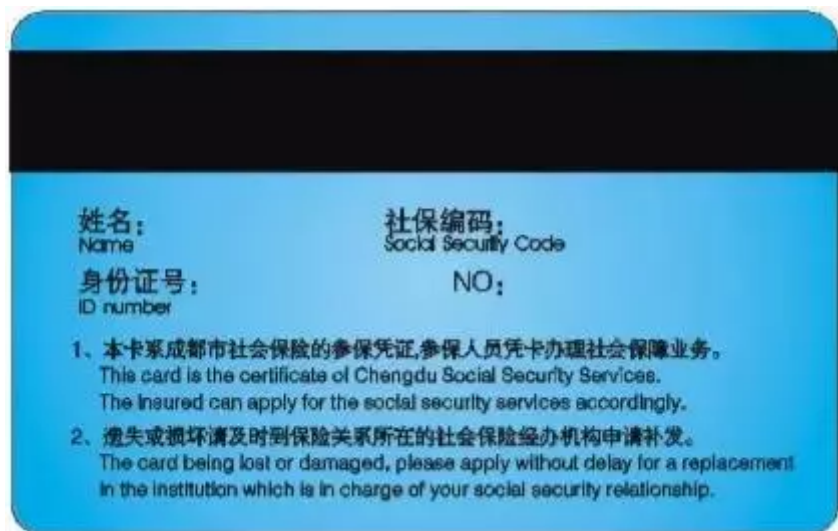 姓名： 社保编码：
Name Social Security Code
身份证号： NO：
ID number
1、本卡系成都市社会保险的参保凭证,参保人员凭卡办理社会保障业务。
This card is the certificate of Chengdu Social Security Services.
The Insured can apply for the social security services accordingly.
2、遗失或损坏请及时到保险关系所在的社会保险经办机构申请补发。
The card being lost or damaged, please apply without delay for a replacement
in the institution which is in charge of your social security relationship.